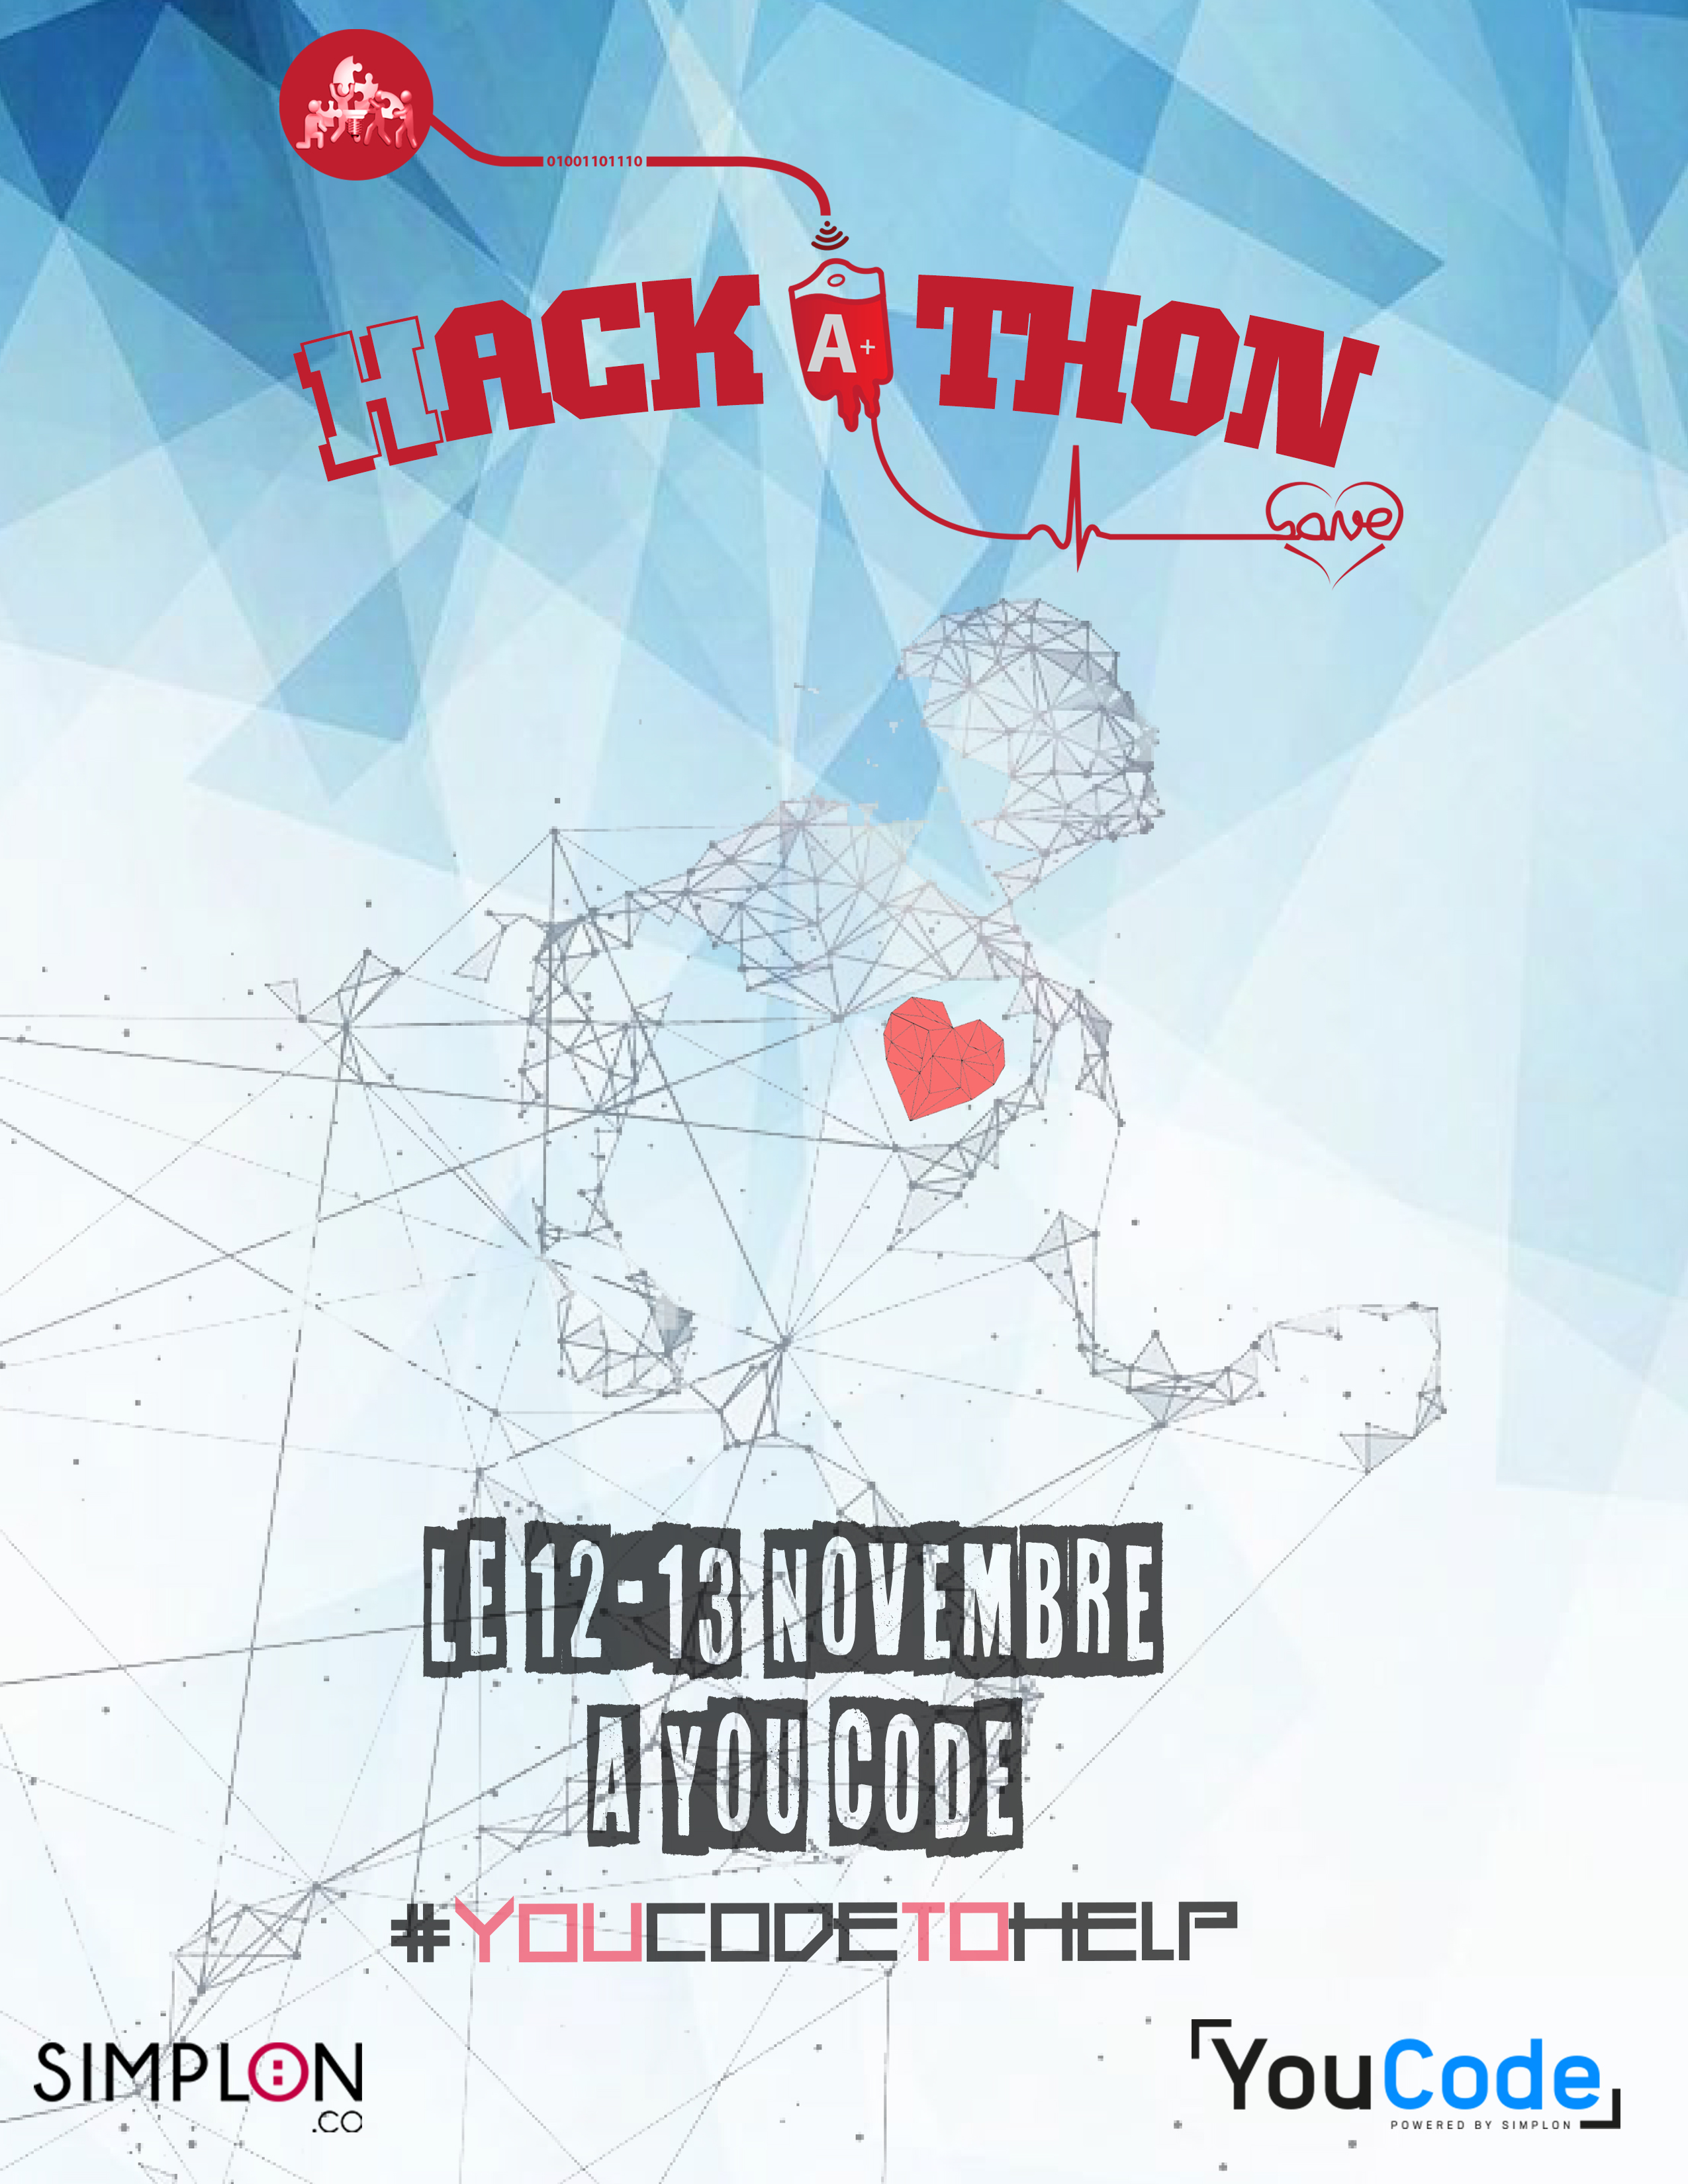 01001101110
HACK A+ THON
save
LE 12-13 NOVEMBRE
A YOU CODE
#YOUCODETOHELP
SIMPLON
.CO
YouCode
POWERED BY SIMPLON